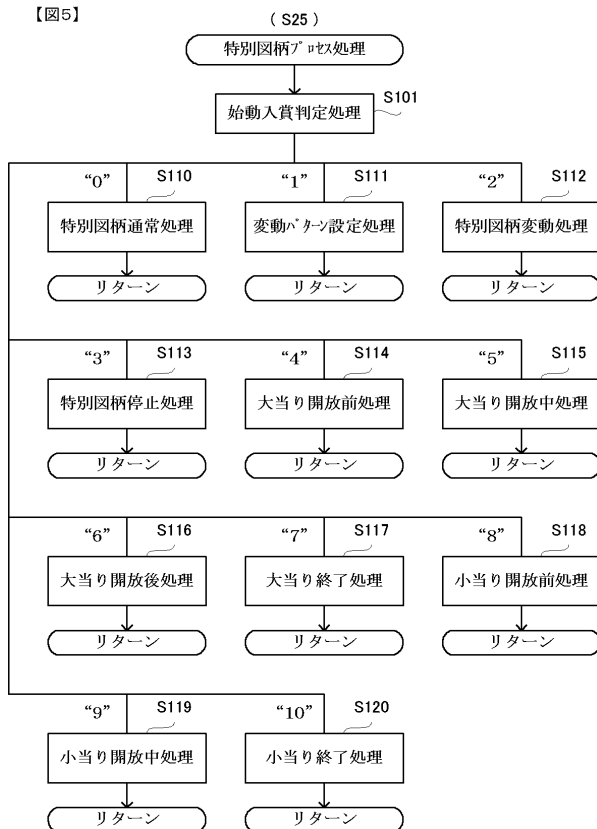 【図5】
(S25)
特別図柄プロセス処理
始動入賞判定処理
S101
“0”
S110
“1”
S111
“2”
S112
特別図柄通常処理
変動パターン設定処理
特別図柄変動処理
リターン
リターン
リターン
“3”
S113
“4”
S114
“5”
S115
特別図柄停止処理
大当り開放前処理
大当り開放中処理
リターン
リターン
リターン
“6”
S116
“7”
S117
“8”
S118
大当り開放後処理
大当り終了処理
小当り開放前処理
リターン
リターン
リターン
“9”
S119
“10”
S120
小当り開放中処理
小当り終了処理
リターン
リターン